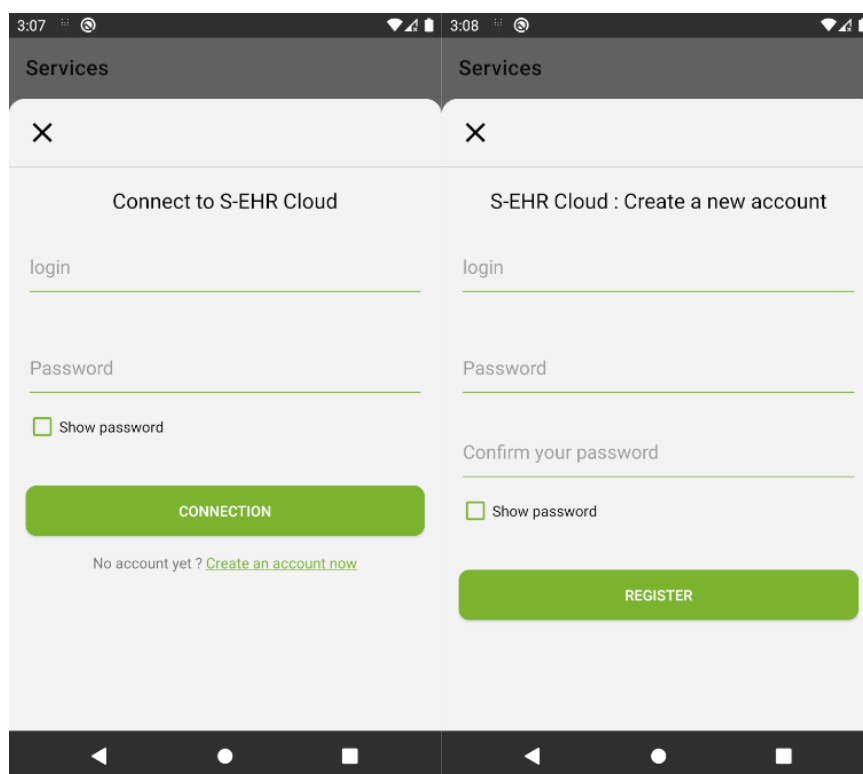 3:07
Services
Connect to S-EHR Cloud
login
Password
Show password
CONNECTION
No account yet ? Create an account now
3:08
Services
S-EHR Cloud : Create a new account
login
Password
Confirm your password
Show password
REGISTER